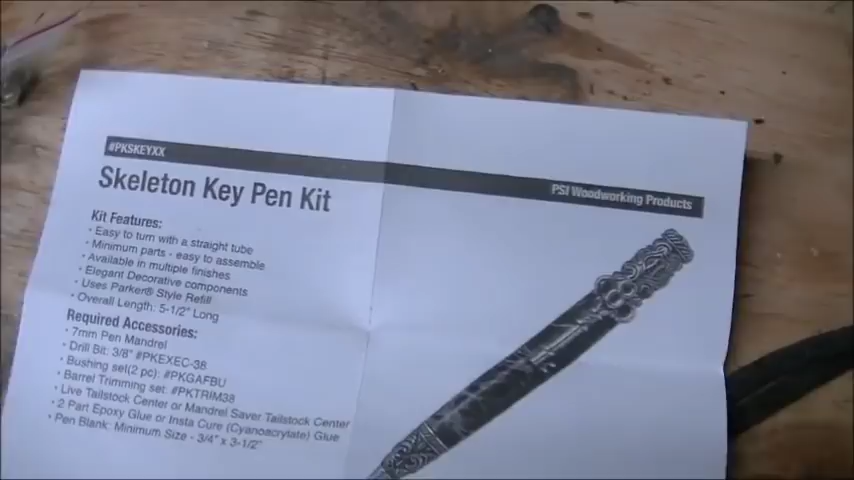 #PKSKEYXX
PSI Woodworking Products
Skeleton Key Pen Kit
Kit Features:
• Easy to turn with a straight tube
• Minimum parts - easy to assemble
• Available in multiple finishes
• Elegant Decorative components
• Uses Parker® Style Refill
• Overall Length: 5-1/2" Long
Required Accessories:
• 7mm Pen Mandrel
• Drill Bit: 3/8" #PKEXEC-38
• Bushing set(2 pc): #PKGAFBU
• Barrel Trimming set: #PKTRIM38
• Live Tailstock Center or Mandrel Saver Tailstock Center
• 2 Part Epoxy Glue or Insta Cure (Cyanoacrylate) Glue
• Pen Blank: Minimum Size - 3/4" x 3-1/2"